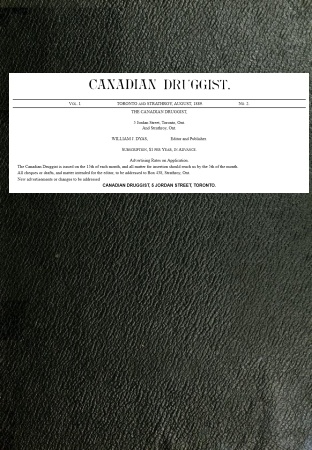 CANADIAN DRUGGIST.
Vol. 1 TORONTO AND STRATHROY, AUGUST, 1889 No. 2
THE CANADIAN DRUGGIST,
5 Jordan Street, Toronto, Ont.
And Strathroy, Ont.
WILLIAM J. DYAS, Editor and Publisher
SUBSCRIPTION, $1 PER YEAR, IN ADVANCE.
Advertising Rates on Application.
The Canadian Druggist is issued on the 15th of each month, and all matter for insertion should reach us by the 5th of the month.
All cheques or drafts, and matter intended for the editor, to be addressed to Box 438, Strathroy, Ont.
New advertisements or changes to be addressed
CANADIAN DRUGGIST, 5 JORDAN STREET, TORONTO.